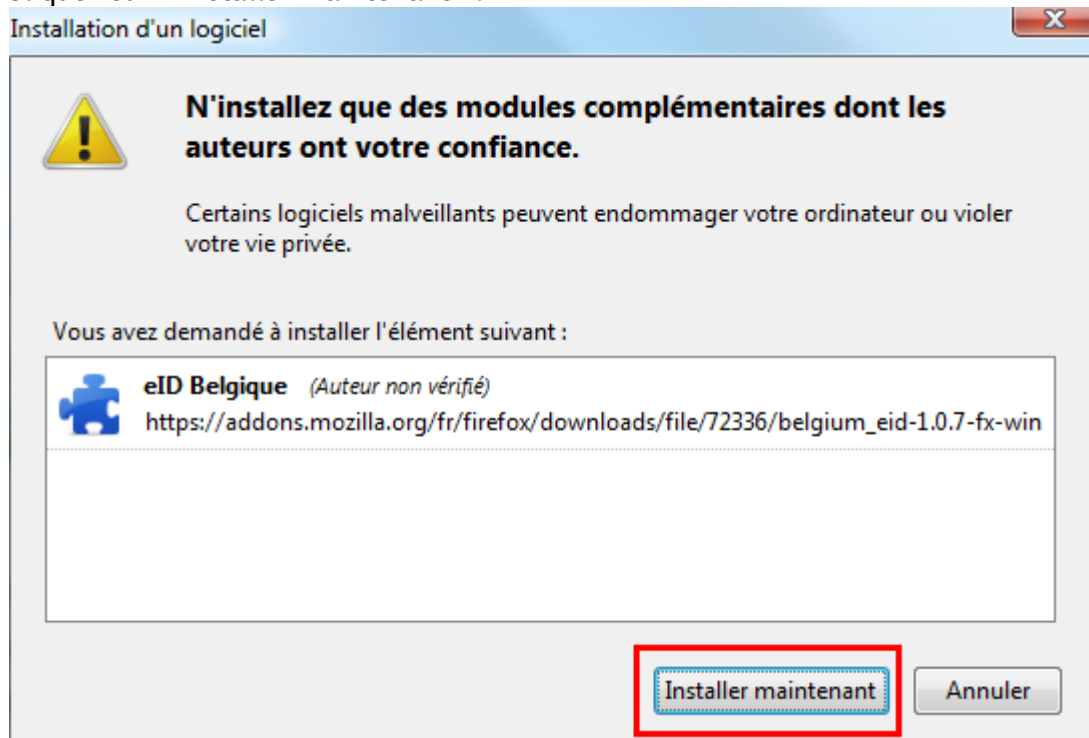 Installation d'un logiciel
N'installez que des modules complémentaires dont les
auteurs ont votre confiance.
Certains logiciels malveillants peuvent endommager votre ordinateur ou violer
votre vie privée.
Vous avez demandé à installer l'élément suivant :
eID Belgique (Auteur non vérifié)
https://addons.mozilla.org/fr/firefox/downloads/file/72336/belgium_eid-1.0.7-fx-win
Installer maintenant Annuler